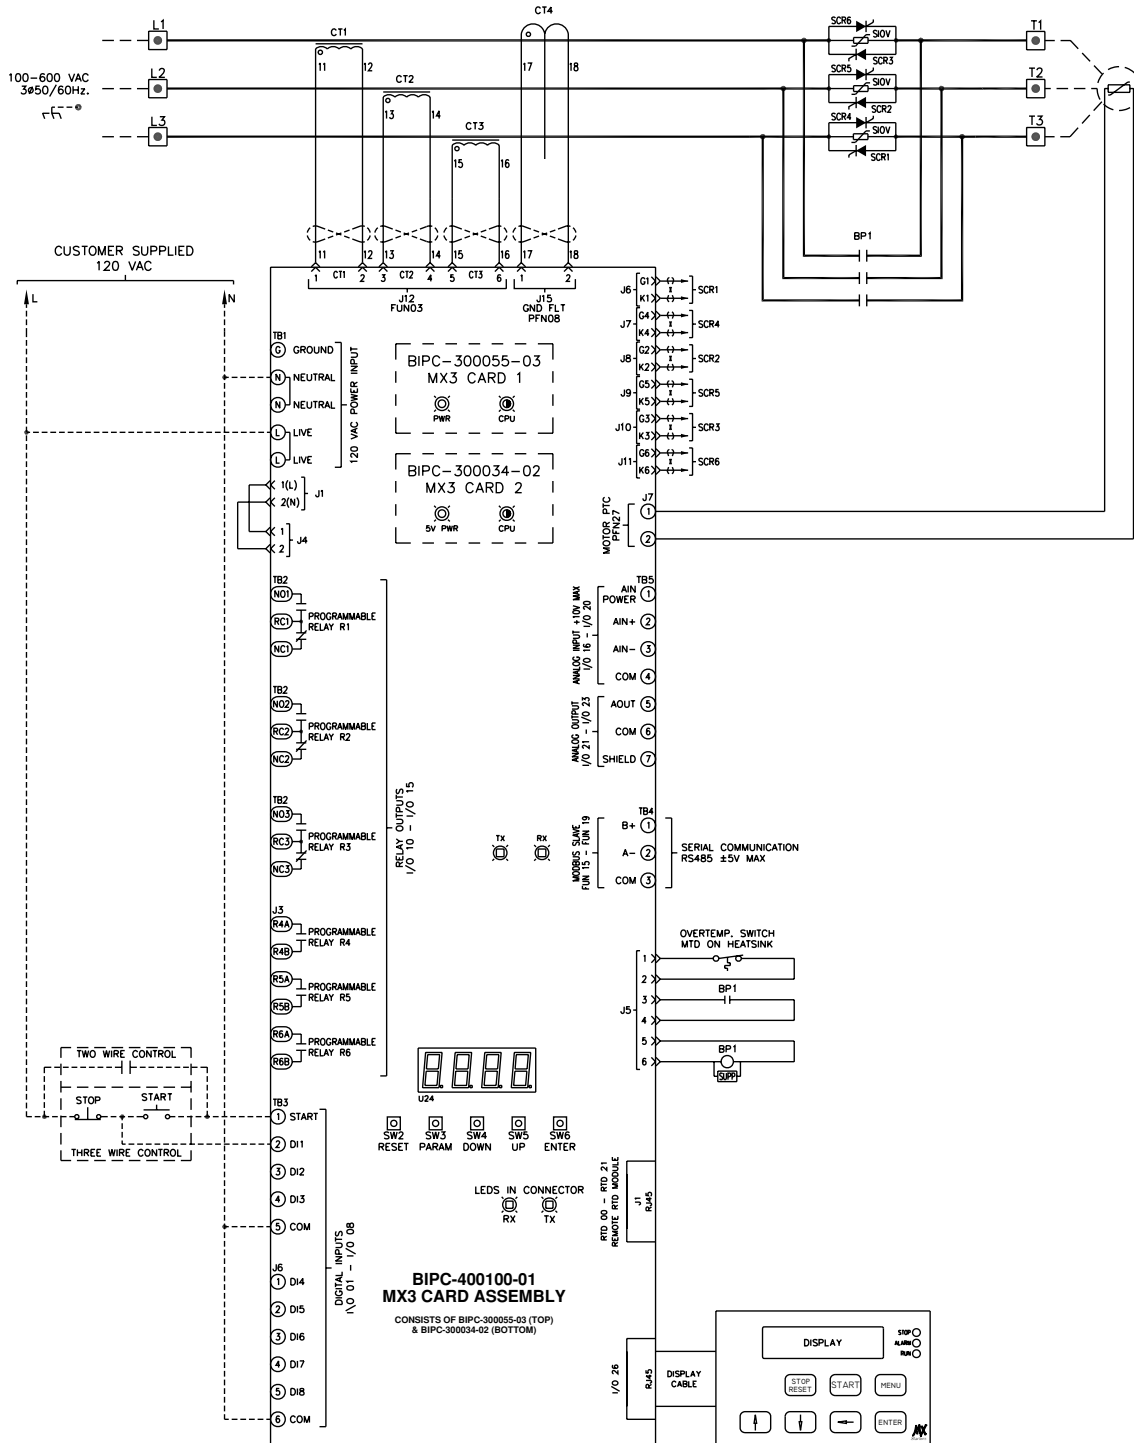 L1
CT1
CT4
SCR6
SIOV
SCR3
T1
11
12
17
18
100-600 VAC
3ø50/60Hz.
L2
CT2
SCR5
SIOV
SCR2
T2
13
14
L3
CT3
SCR4
SIOV
SCR1
T3
15
16
BP1
CUSTOMER SUPPLIED
120 VAC
L
N
11
12
13
14
15
16
17
18
1
CT1
2
3
CT2
4
5
CT3
6
1
2
J12
FUN03
J15
GND FLT
PFN08
J6
G1
K1
SCR1
J7
G4
K4
SCR4
J8
G2
K2
SCR2
J9
G5
K5
SCR5
J10
G3
K3
SCR3
J11
G6
K6
SCR6
TB1
G GROUND
N NEUTRAL
N NEUTRAL
L LIVE
L LIVE
120 VAC POWER INPUT
BIPC-300055-03
MX3 CARD 1
PWR
CPU
BIPC-300034-02
MX3 CARD 2
5V PWR
CPU
1(L)
2(N)
J1
1
2
J4
J7
1
2
MOTOR PTC
PFN27
TB2
NO1
RC1
NC1
PROGRAMMABLE
RELAY R1
TB2
NO2
RC2
NC2
PROGRAMMABLE
RELAY R2
TB2
NO3
RC3
NC3
PROGRAMMABLE
RELAY R3
J3
R4A
R4B
PROGRAMMABLE
RELAY R4
R5A
R5B
PROGRAMMABLE
RELAY R5
R6A
R6B
PROGRAMMABLE
RELAY R6
RELAY OUTPUTS
I/O 10 - I/O 15
TB5
AIN
POWER 1
AIN+ 2
AIN- 3
COM 4
ANALOG INPUT +10V MAX
I/O 16 - I/O 20
AOUT 5
COM 6
SHIELD 7
ANALOG OUTPUT
I/O 21 - I/O 23
TX
RX
TB4
B+ 1
A- 2
COM 3
MODBUS SLAVE
FUN 15 - FUN 19
SERIAL COMMUNICATION
RS485 ±5V MAX
OVERTEMP. SWITCH
MTD ON HEATSINK
J5
1
2
3
4
5
6
BP1
BP1
SUPP
U24
SW2
RESET
SW3
PARAM
SW4
DOWN
SW5
UP
SW6
ENTER
LEDS IN CONNECTOR
RX
TX
TWO WIRE CONTROL
STOP
START
THREE WIRE CONTROL
TB3
1 START
2 DI1
3 DI2
4 DI3
5 COM
J6
1 DI4
2 DI5
3 DI6
4 DI7
5 DI8
6 COM
DIGITAL INPUTS
I\O 01 - I/O 08
BIPC-400100-01
MX3 CARD ASSEMBLY
CONSISTS OF BIPC-300055-03 (TOP)
& BIPC-300034-02 (BOTTOM)
RTD 00 - RTD 21
REMOTE RTD MODULE
J1
RJ45
I/O 26
RJ45
DISPLAY
CABLE
DISPLAY
STOP
ALARM
RUN
STOP
RESET
START
MENU
ENTER
MX